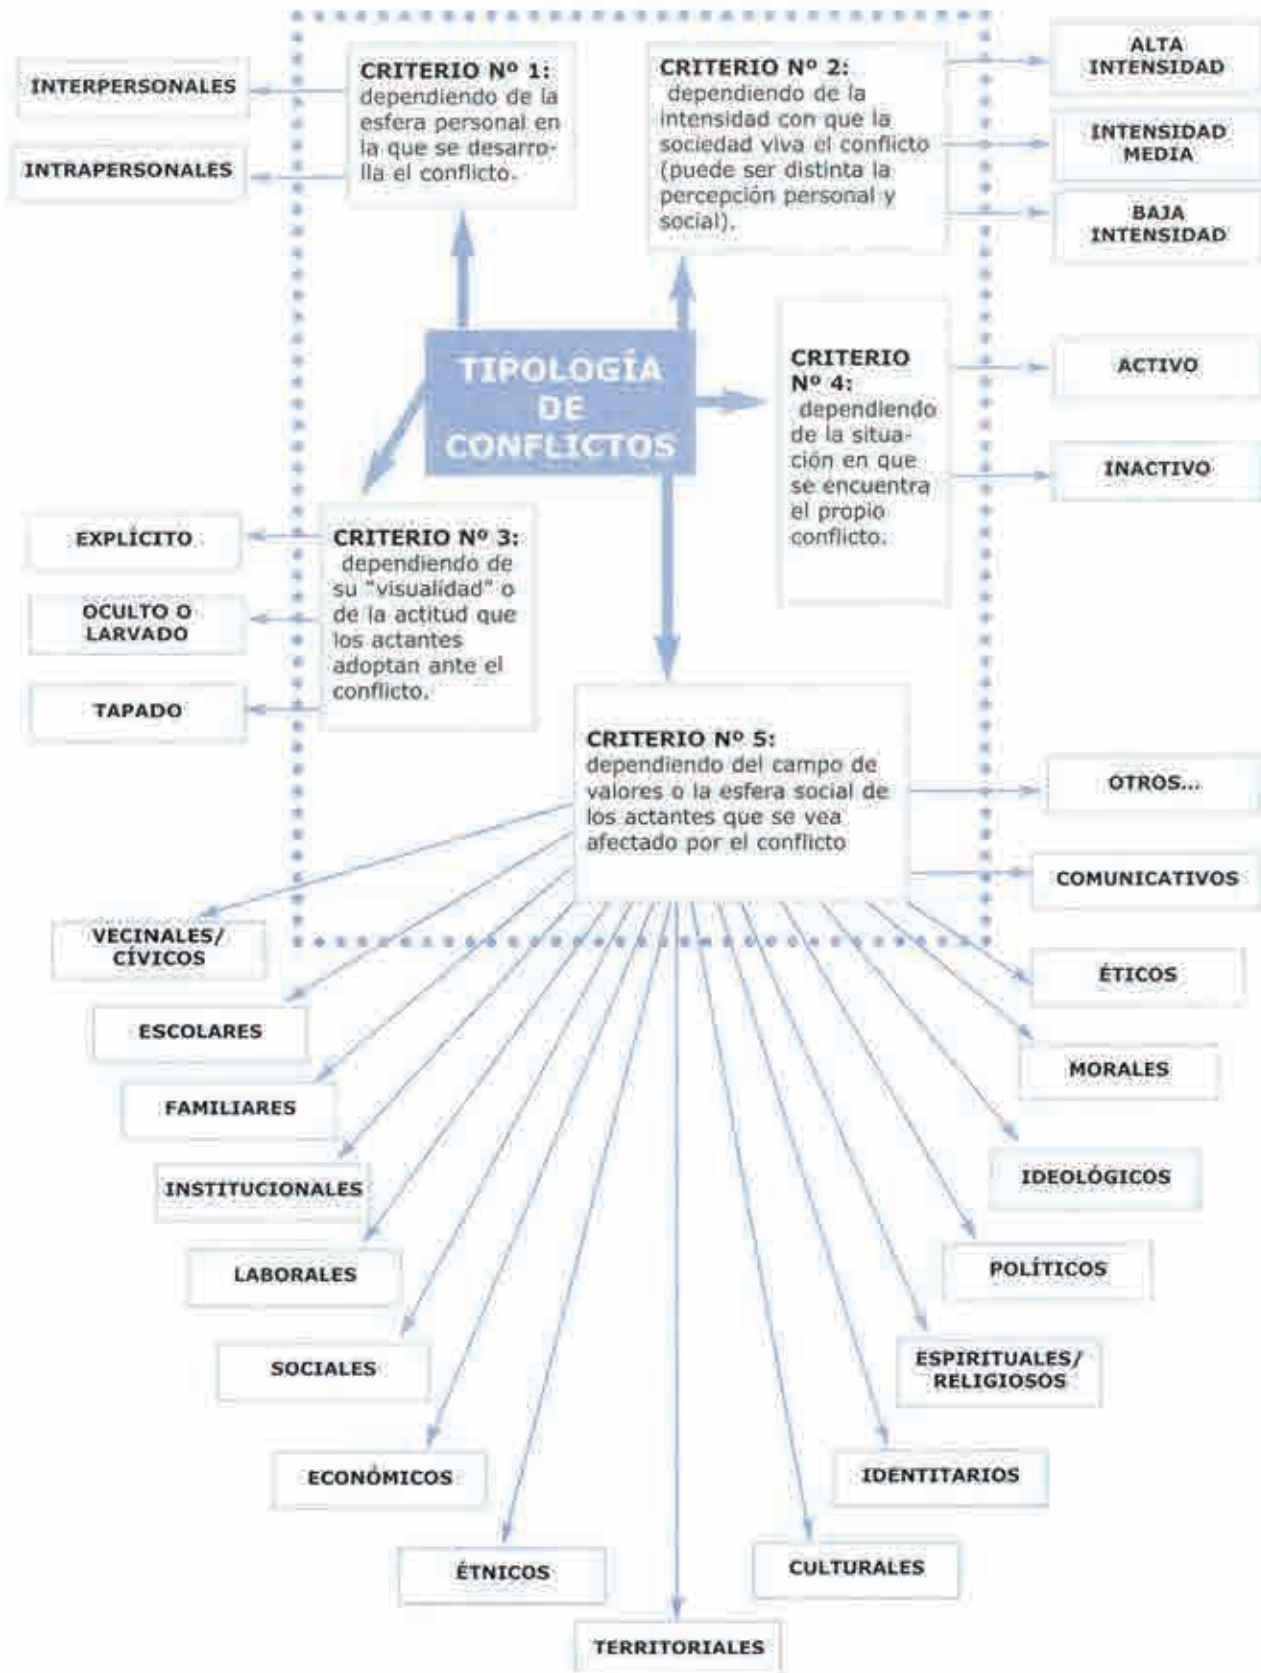 INTERPERSONALES
INTRAPERSONALES
CRITERIO Nº 1:
dependiendo de la
esfera personal en
la que se desarro-
lla el conflicto.
CRITERIO Nº 2:
dependiendo de la
intensidad con que la
sociedad viva el conflicto
(puede ser distinta la
percepción personal y
social).
ALTA
INTENSIDAD
INTENSIDAD
MEDIA
BAJA
INTENSIDAD
TIPOLOGÍA
DE
CONFLICTOS
CRITERIO
Nº 4:
dependiendo
de la situa-
ción en que
se encuentra
el propio
conflicto.
ACTIVO
INACTIVO
EXPLÍCITO
OCULTO O
LARVADO
TAPADO
CRITERIO Nº 3:
dependiendo de
su "visualidad" o
de la actitud que
los actantes
adoptan ante el
conflicto.
CRITERIO Nº 5:
dependiendo del campo de
valores o la esfera social de
los actantes que se vea
afectado por el conflicto
OTROS...
COMUNICATIVOS
VECINALES/
CÍVICOS
ÉTICOS
ESCOLARES
MORALES
FAMILIARES
IDEOLÓGICOS
INSTITUCIONALES
LABORALES
POLÍTICOS
SOCIALES
ESPIRITUALES/
RELIGIOSOS
ECONÓMICOS
IDENTITARIOS
ÉTNICOS
CULTURALES
TERRITORIALES